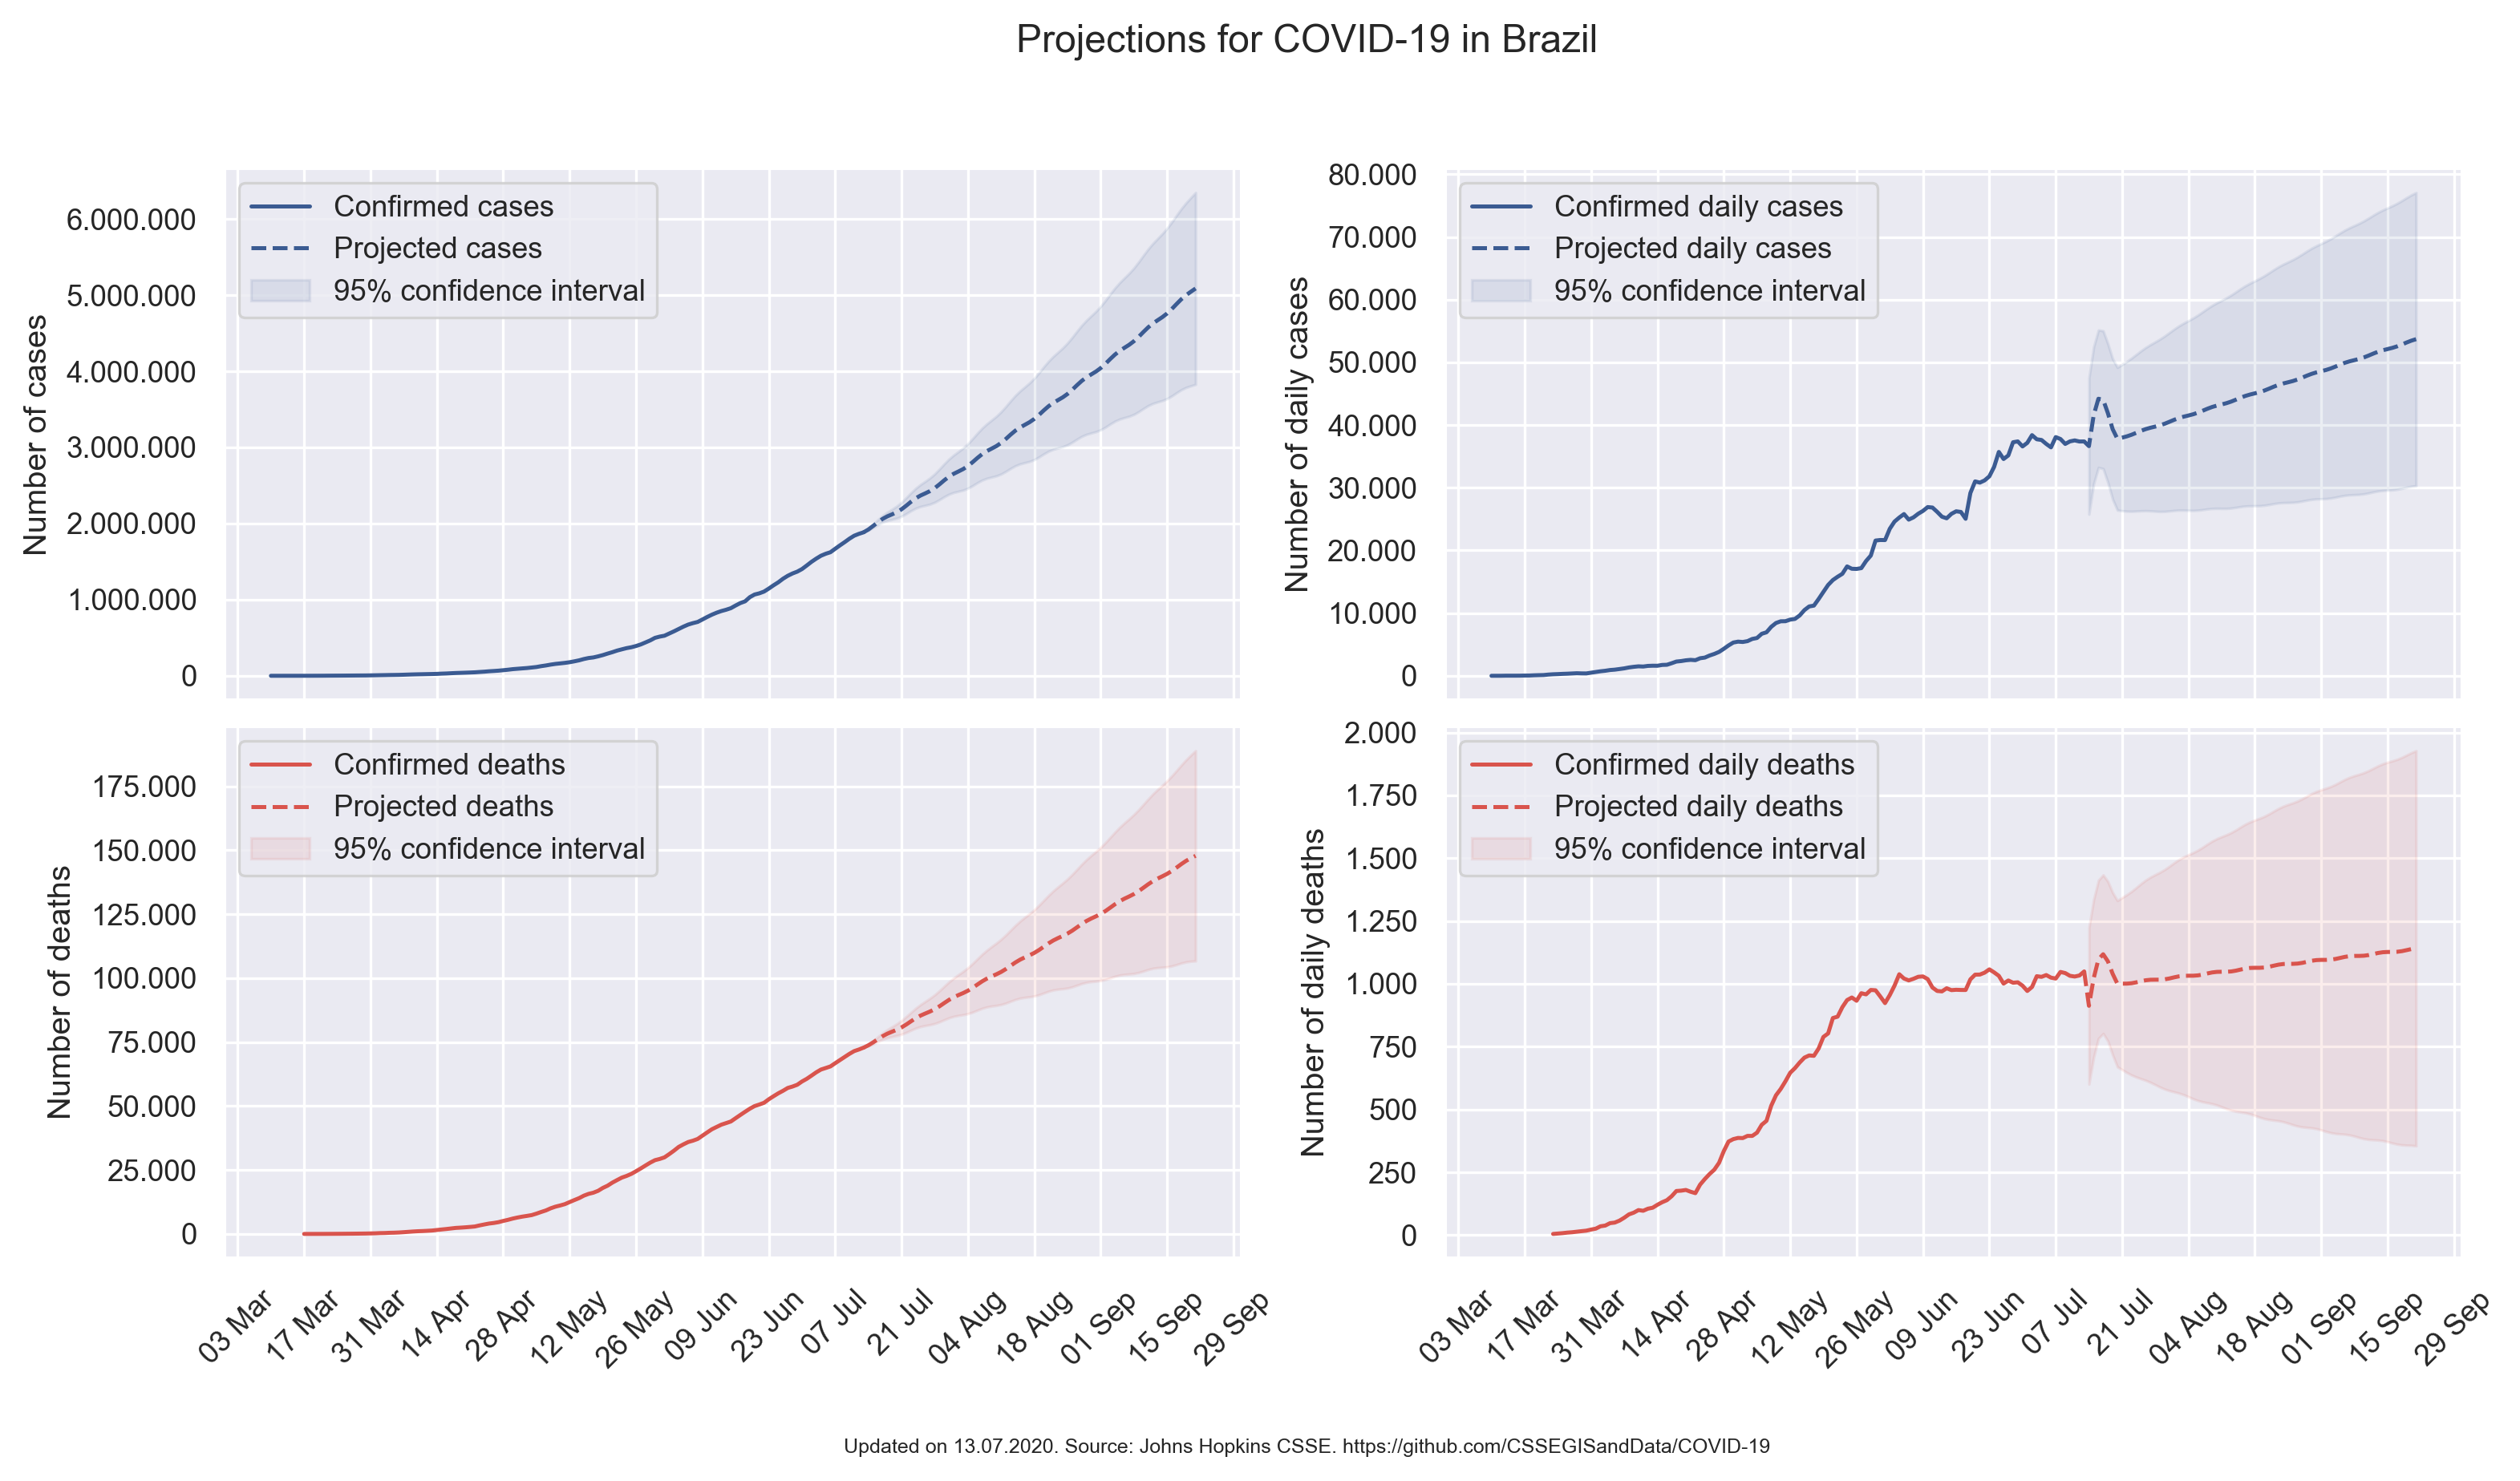 Projections for COVID-19 in Brazil
Number of cases
6.000.000
5.000.000
4.000.000
3.000.000
2.000.000
1.000.000
0
Confirmed cases
Projected cases
95% confidence interval
Number of daily cases
80.000
70.000
60.000
50.000
40.000
30.000
20.000
10.000
0
Confirmed daily cases
Projected daily cases
95% confidence interval
Number of deaths
175.000
150.000
125.000
100.000
75.000
50.000
25.000
0
Confirmed deaths
Projected deaths
95% confidence interval
03 Mar
17 Mar
31 Mar
14 Apr
28 Apr
12 May
26 May
09 Jun
23 Jun
07 Jul
21 Jul
04 Aug
18 Aug
01 Sep
15 Sep
29 Sep
Number of daily deaths
2.000
1.750
1.500
1.250
1.000
750
500
250
0
Confirmed daily deaths
Projected daily deaths
95% confidence interval
03 Mar
17 Mar
31 Mar
14 Apr
28 Apr
12 May
26 May
09 Jun
23 Jun
07 Jul
21 Jul
04 Aug
18 Aug
01 Sep
15 Sep
29 Sep
Updated on 13.07.2020. Source: Johns Hopkins CSSE. https://github.com/CSSEGISandData/COVID-19